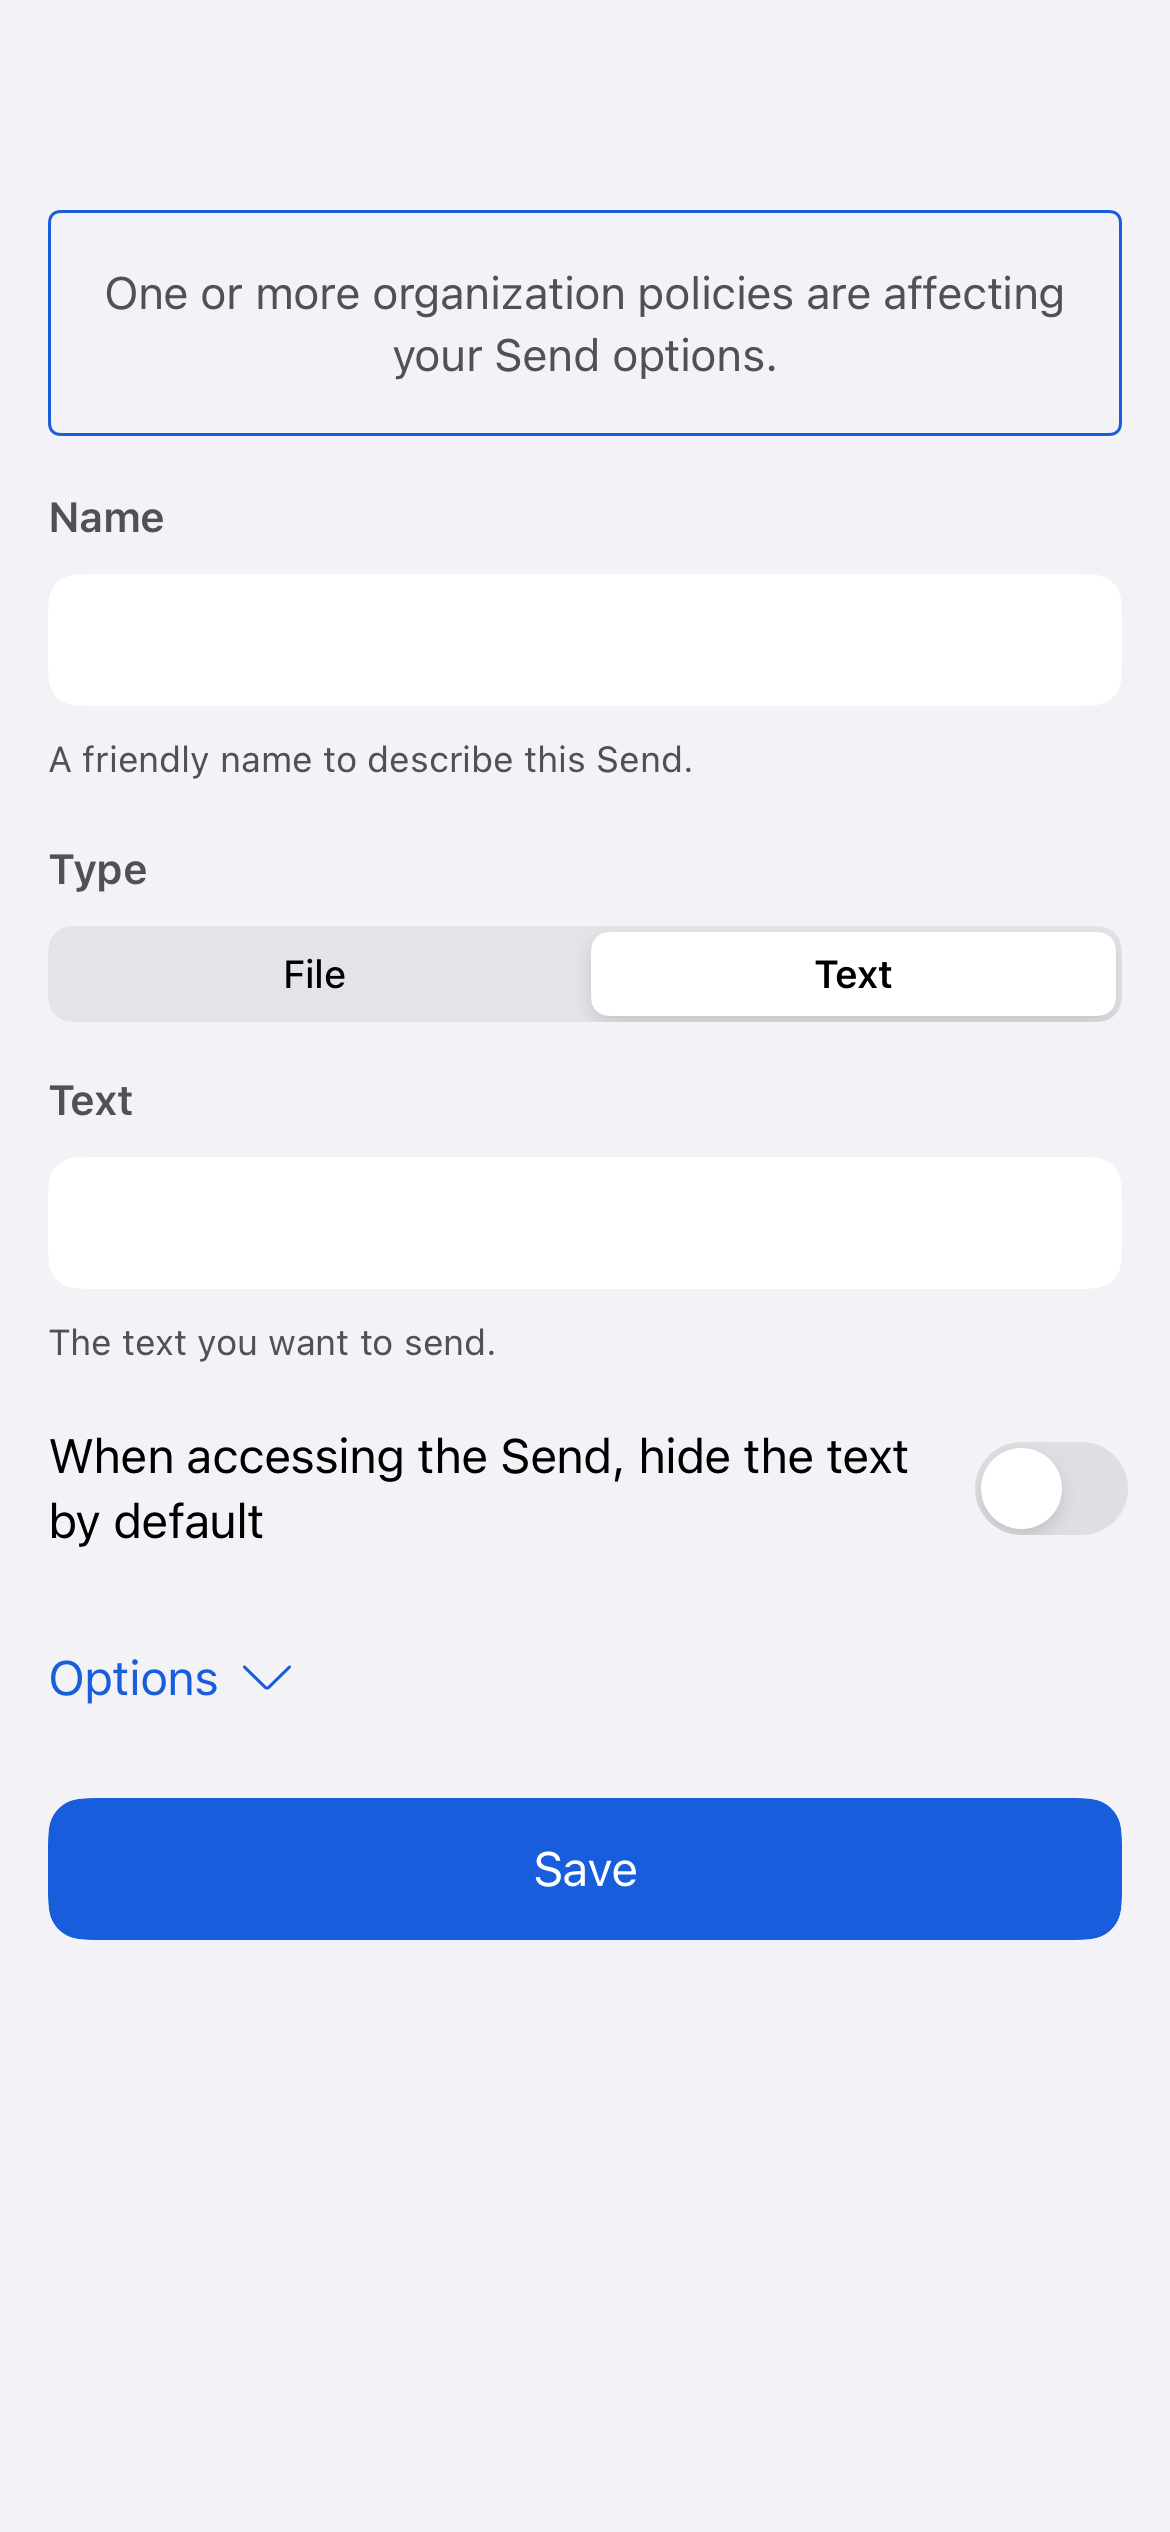 One or more organization policies are affecting
your Send options.
Name
A friendly name to describe this Send.
Type
File
Text
Text
The text you want to send.
When accessing the Send, hide the text
by default
Options
Save